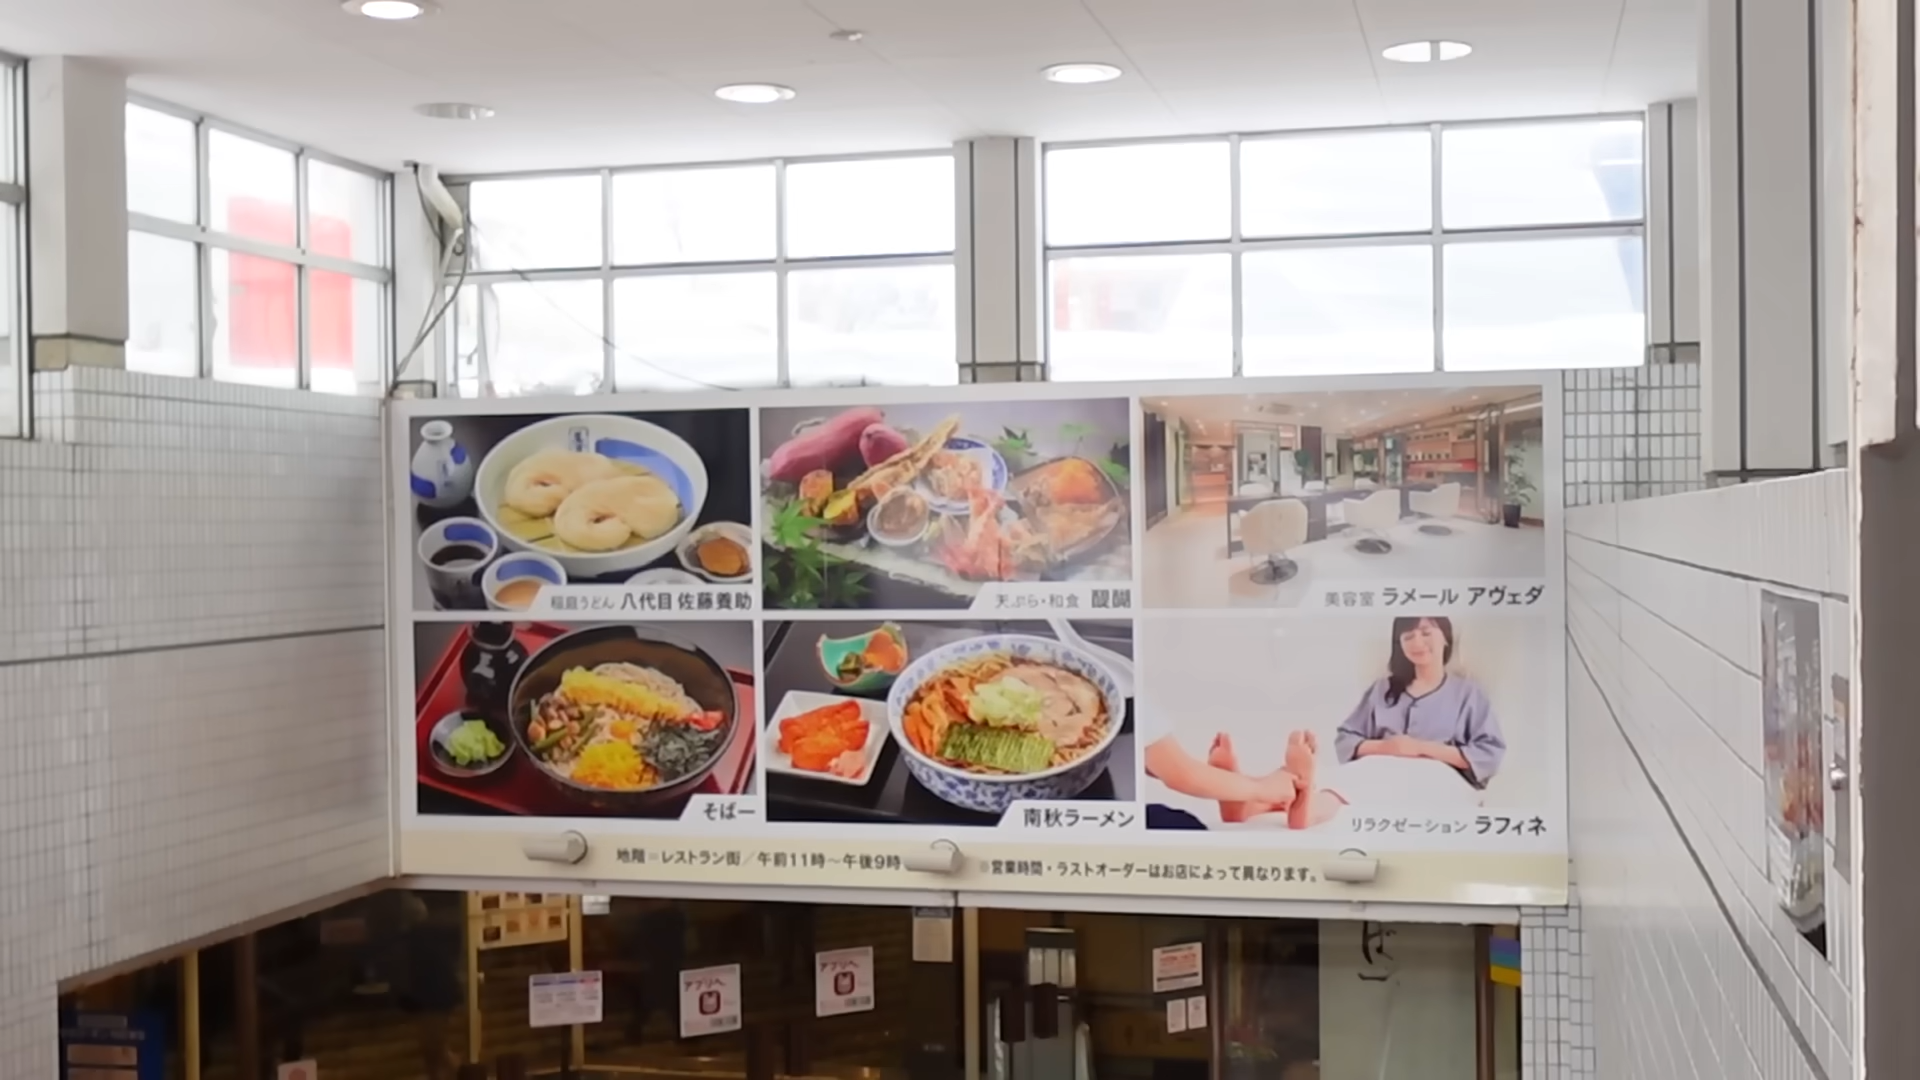 稲庭うどん 八代目 佐藤養助
天ぷら・和食 醍醐
美容室 ラメール アヴェダ
そばー
南秋ラーメン
リラクゼーション ラフィネ
地階=レストラン街/午前11時〜午後9時
※営業時間・ラストオーダーはお店によって異なります。
アプリへ
アプリへ